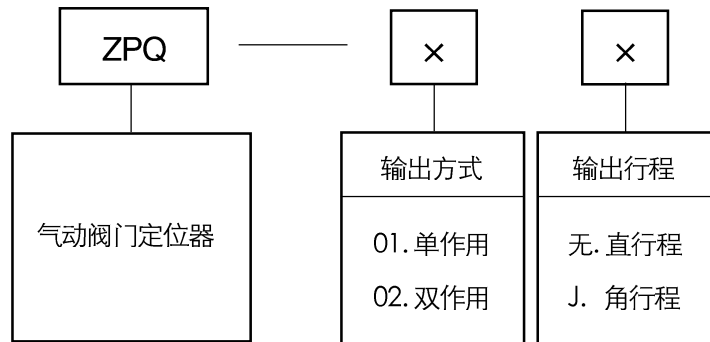 ZPQ — × ×
气动阀门定位器
输出方式
01.单作用
02.双作用
输出行程
无.直行程
J. 角行程